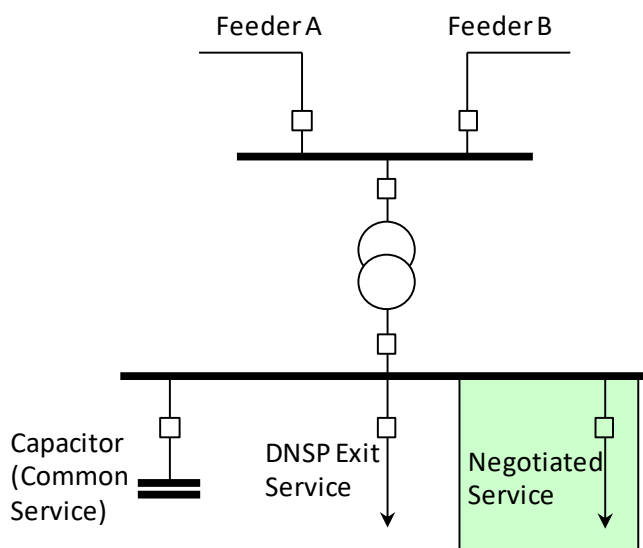 Feeder A
Feeder B
Capacitor
(Common
Service)
DNSP Exit
Service
Negotiated
Service